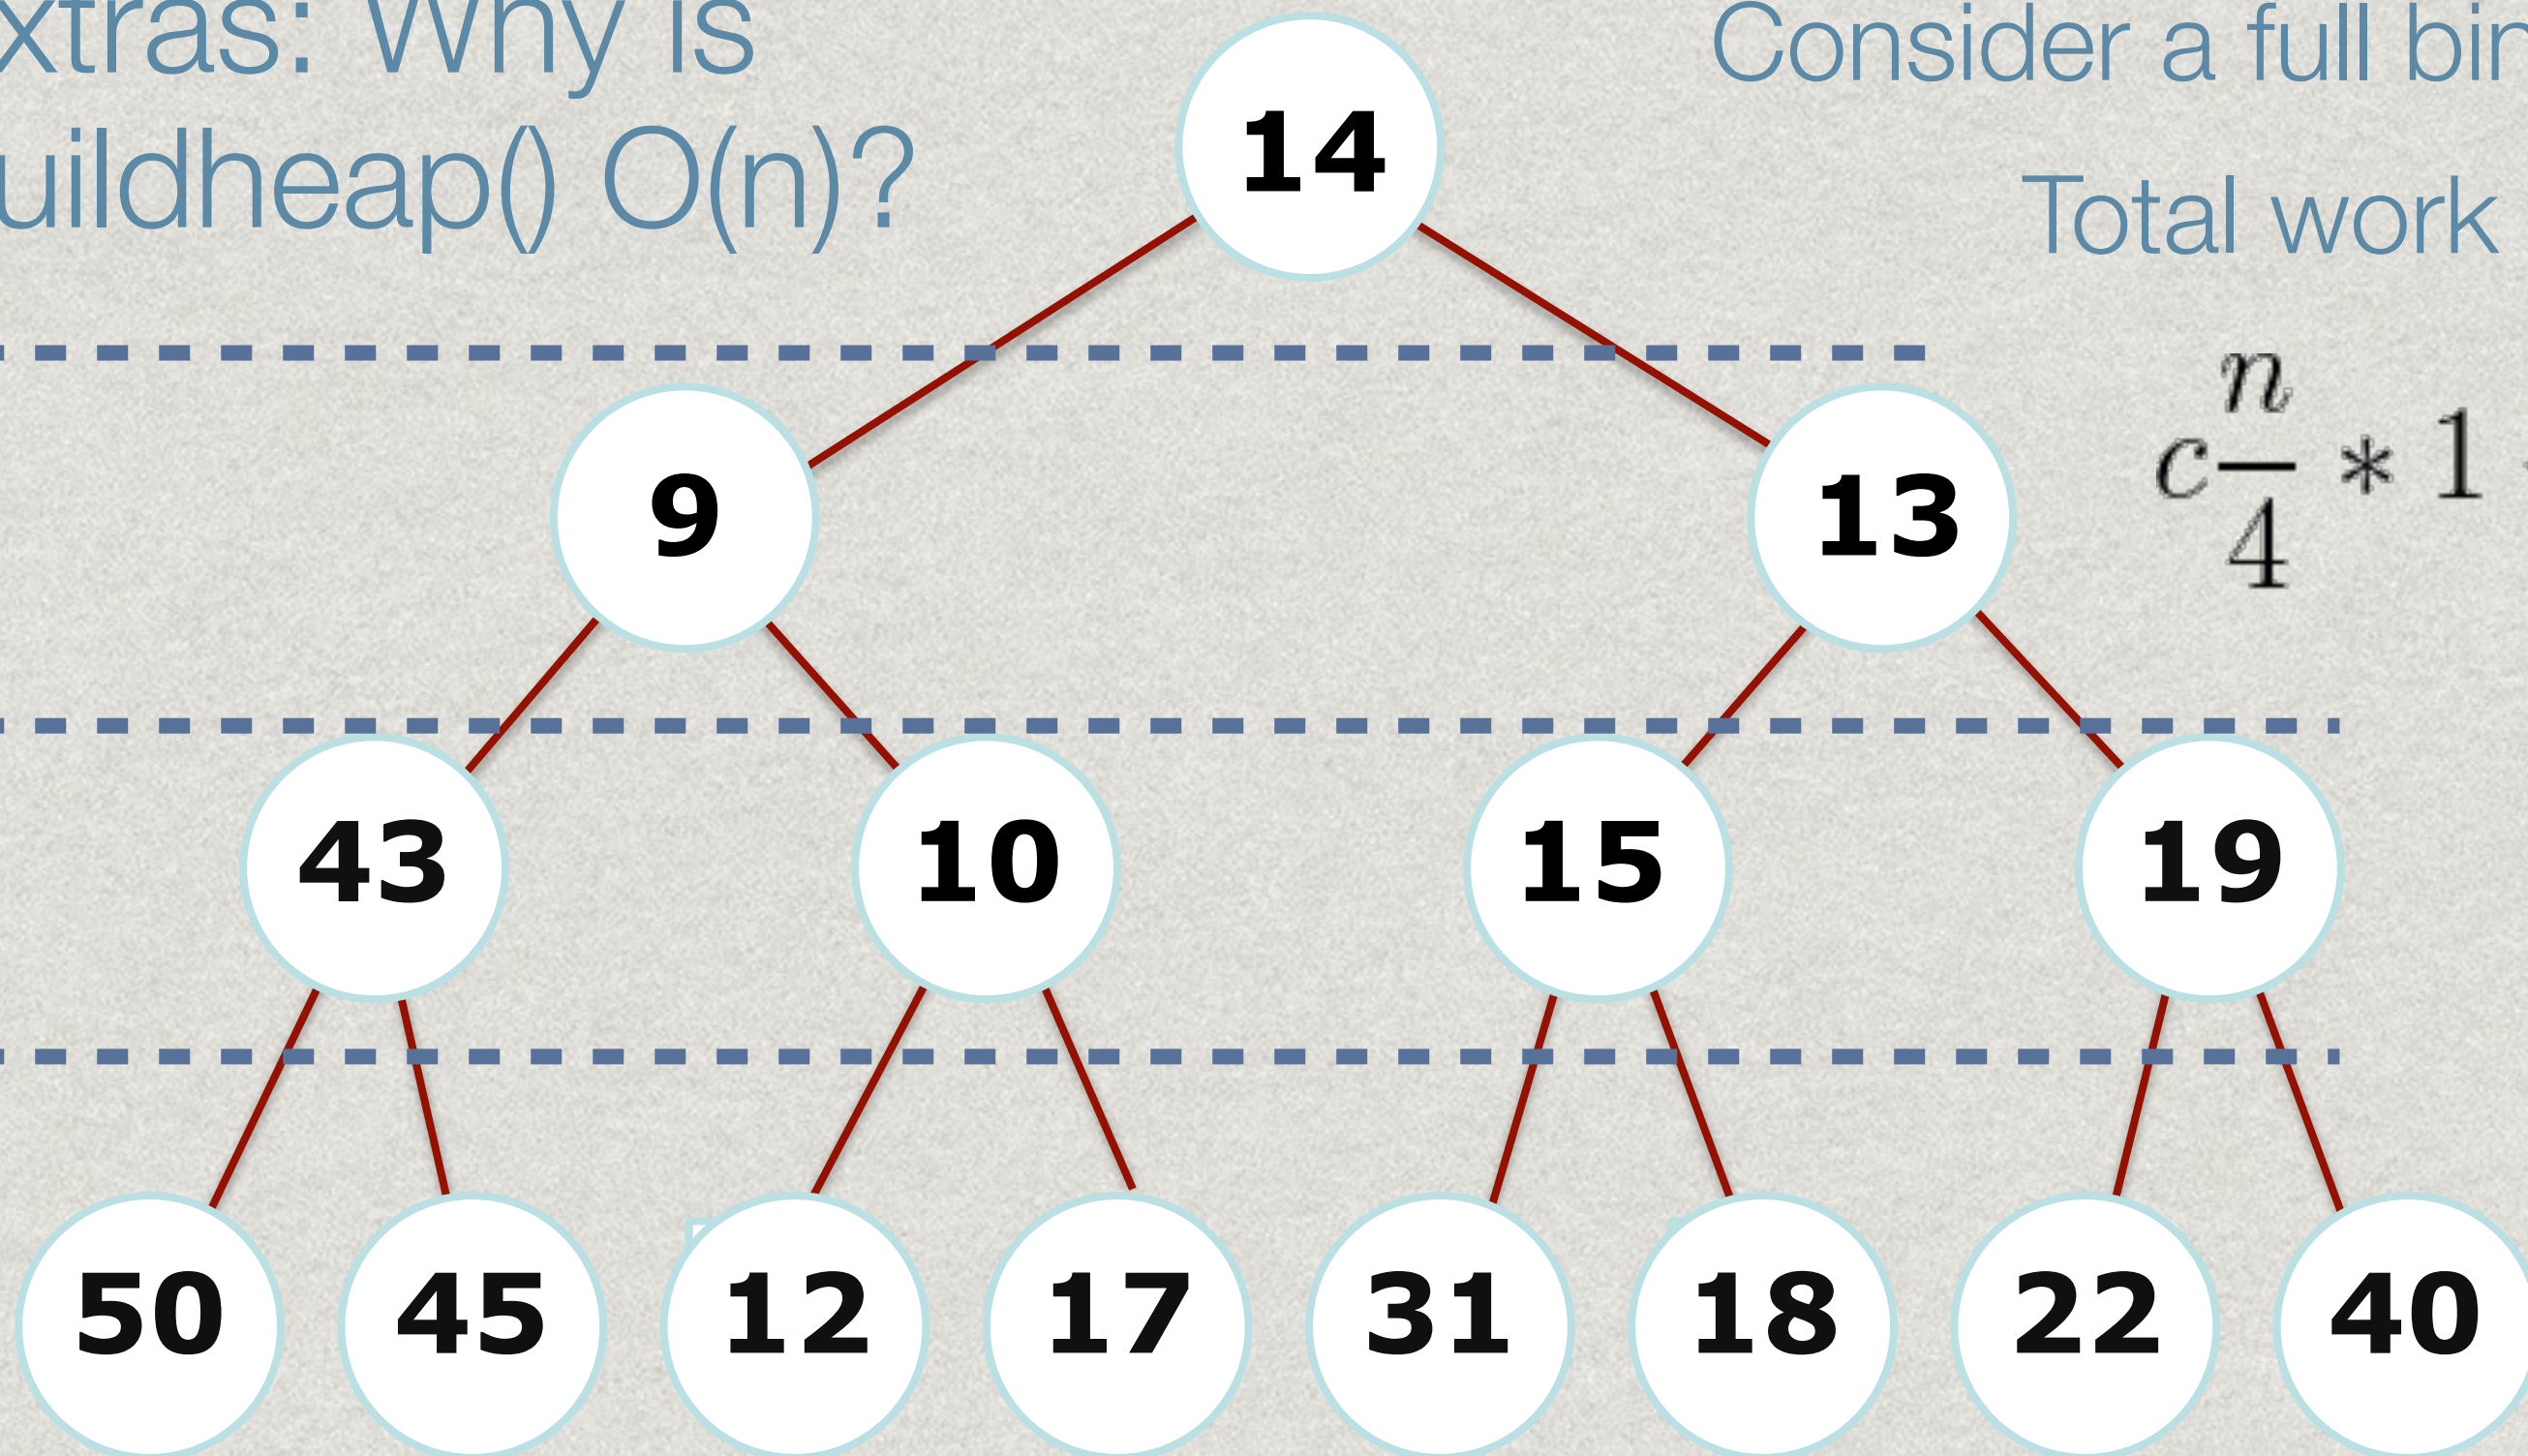 xtras: Why is
uildheap() O(n)?
Consider a full bin
Total work
c n/4 * 1
14
9 13
43 10 15 19
50 45 12 17 31 18 22 40